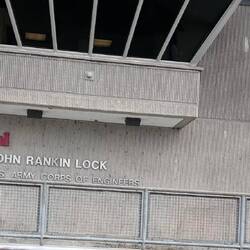 OHN RANKIN LOCK
S. ARMY CORPS OF ENGINEERS